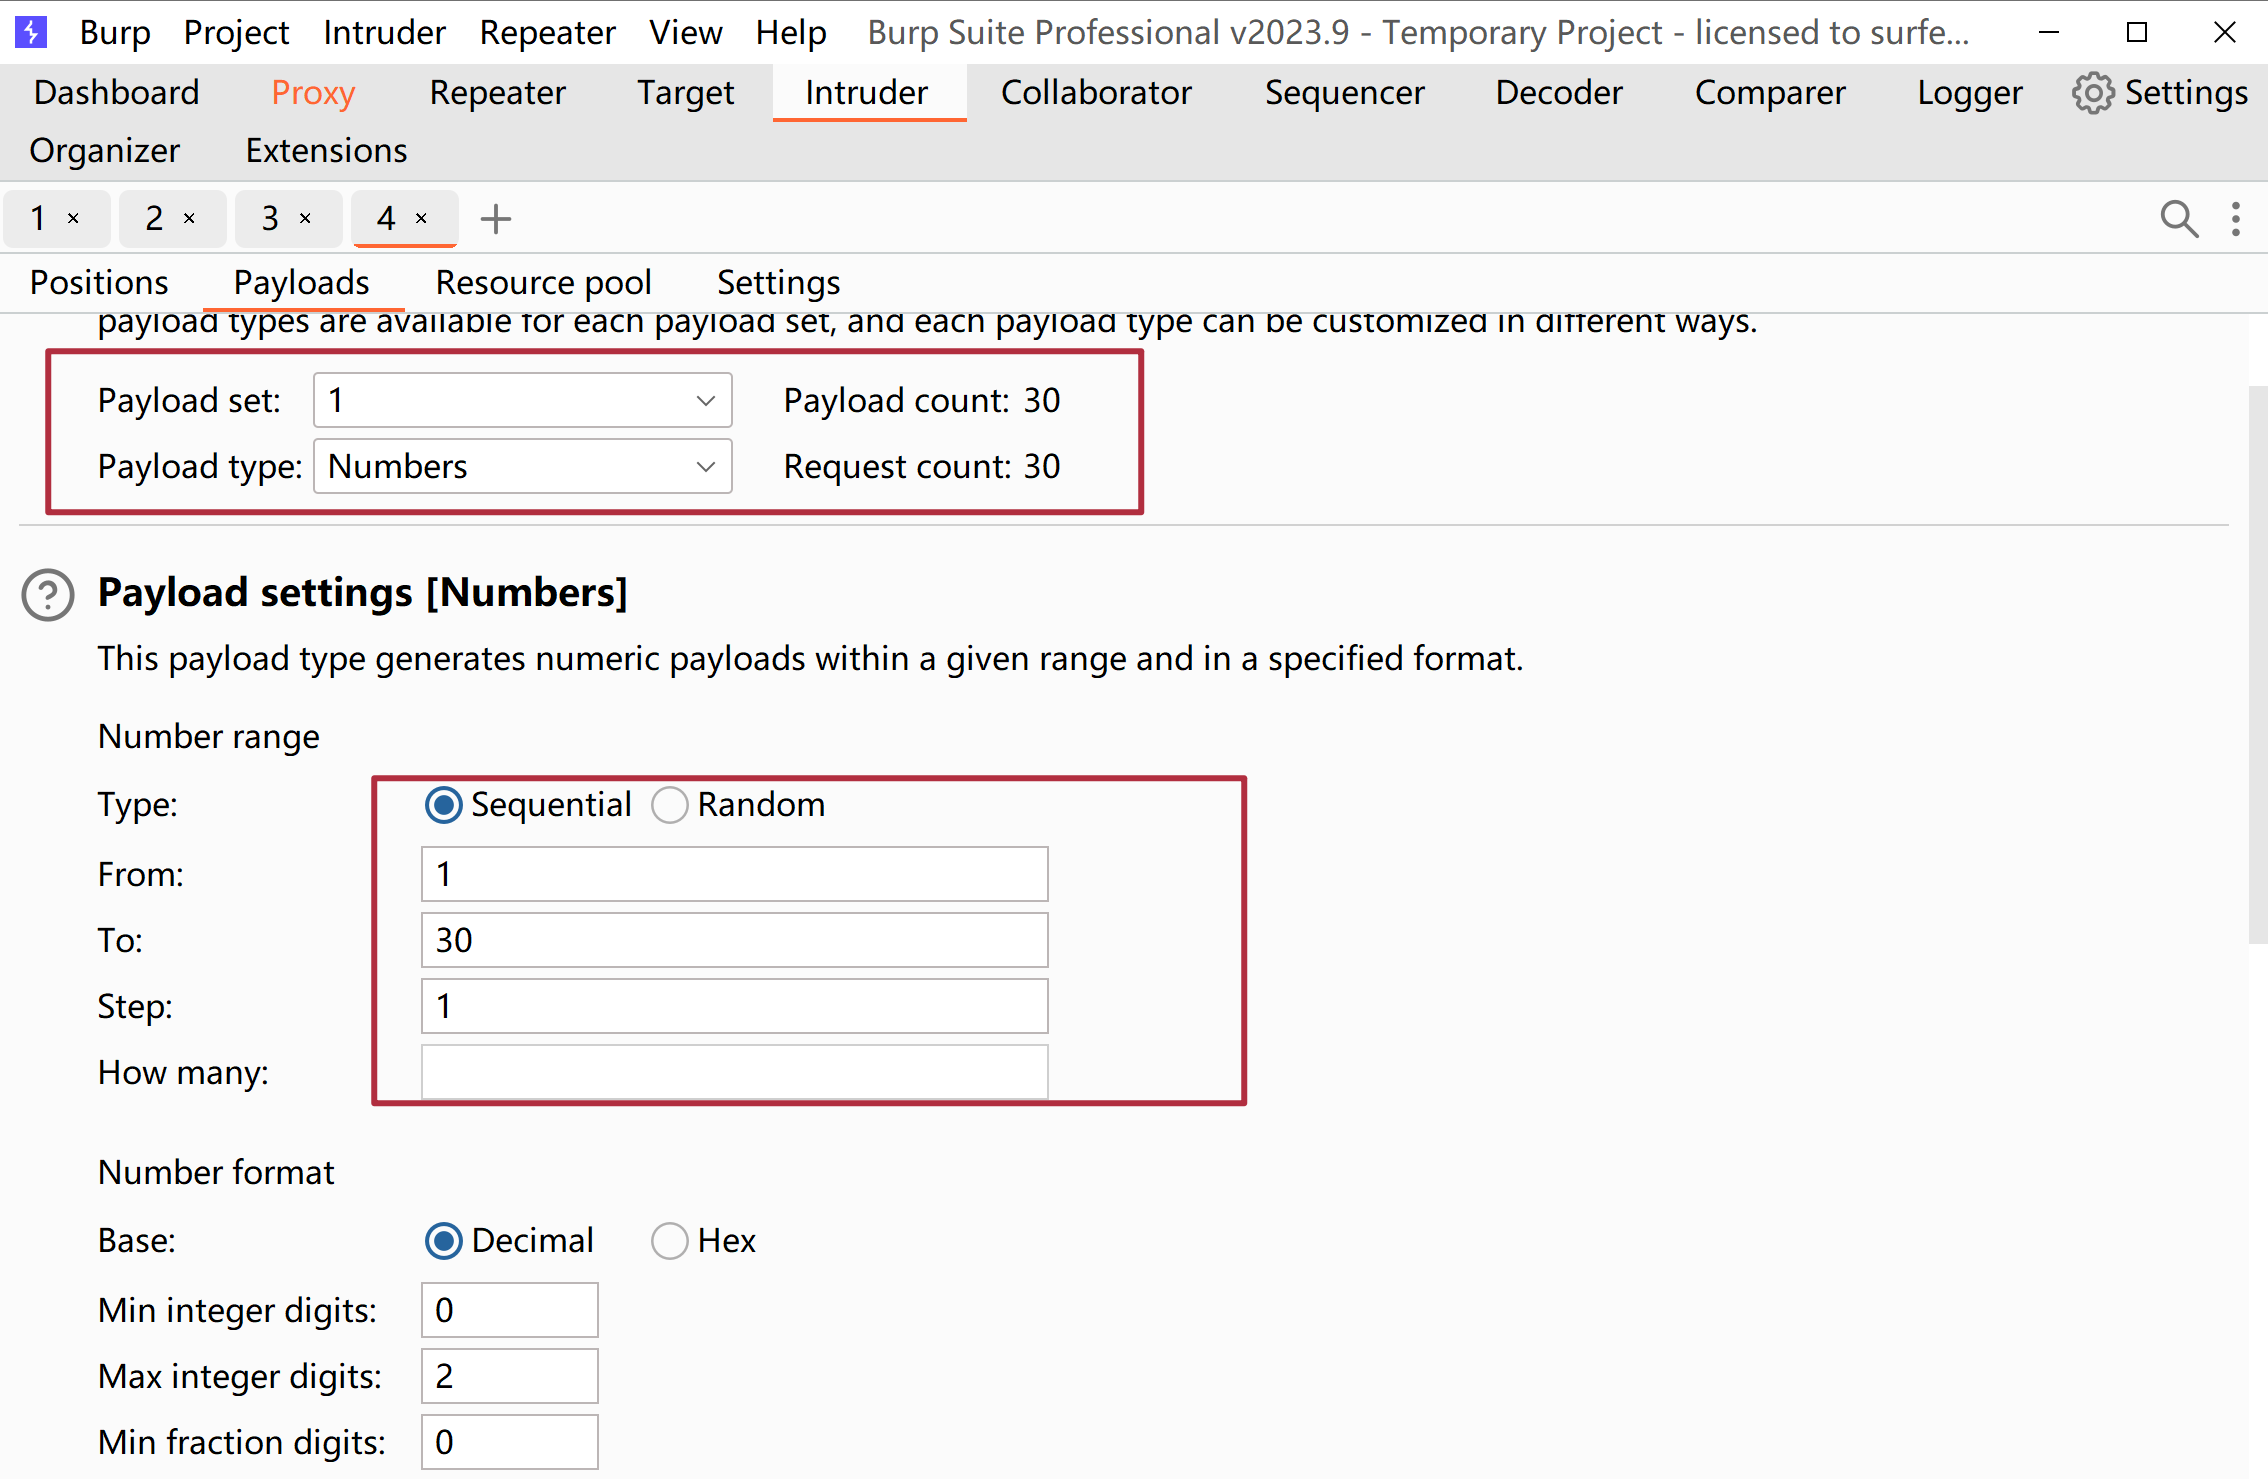 Burp Project Intruder Repeater View Help Burp Suite Professional v2023.9 - Temporary Project - licensed to surfe...
Dashboard Proxy Repeater Target Intruder Collaborator Sequencer Decoder Comparer Logger Settings
Organizer Extensions
1 × 2 × 3 × 4 × +
Positions Payloads Resource pool Settings
payload types are available for each payload set, and each payload type can be customized in different ways.
Payload set: 1 Payload count: 30
Payload type: Numbers Request count: 30
Payload settings [Numbers]
This payload type generates numeric payloads within a given range and in a specified format.
Number range
Type: Sequential Random
From: 1
To: 30
Step: 1
How many:
Number format
Base: Decimal Hex
Min integer digits: 0
Max integer digits: 2
Min fraction digits: 0